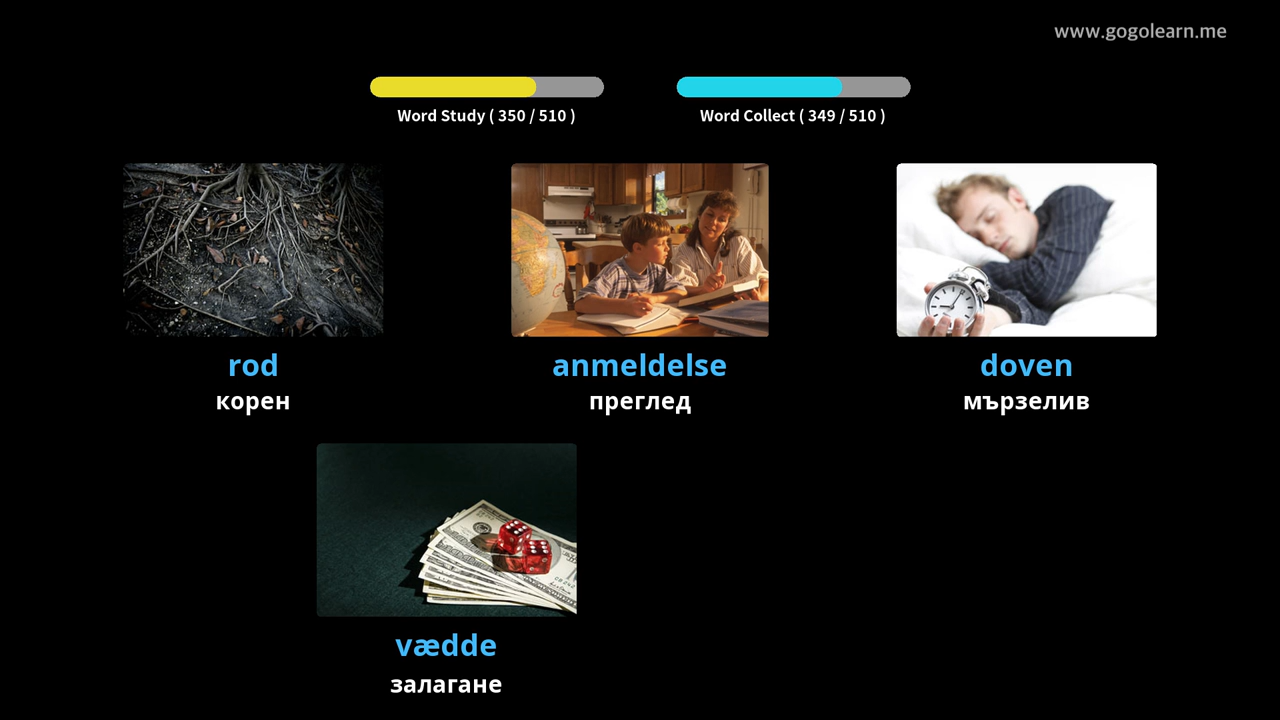 www.gogolearn.me
Word Study ( 350 / 510 )
Word Collect ( 349 / 510 )
rod
корен
anmeldelse
преглед
doven
мързелив
vædde
залагане